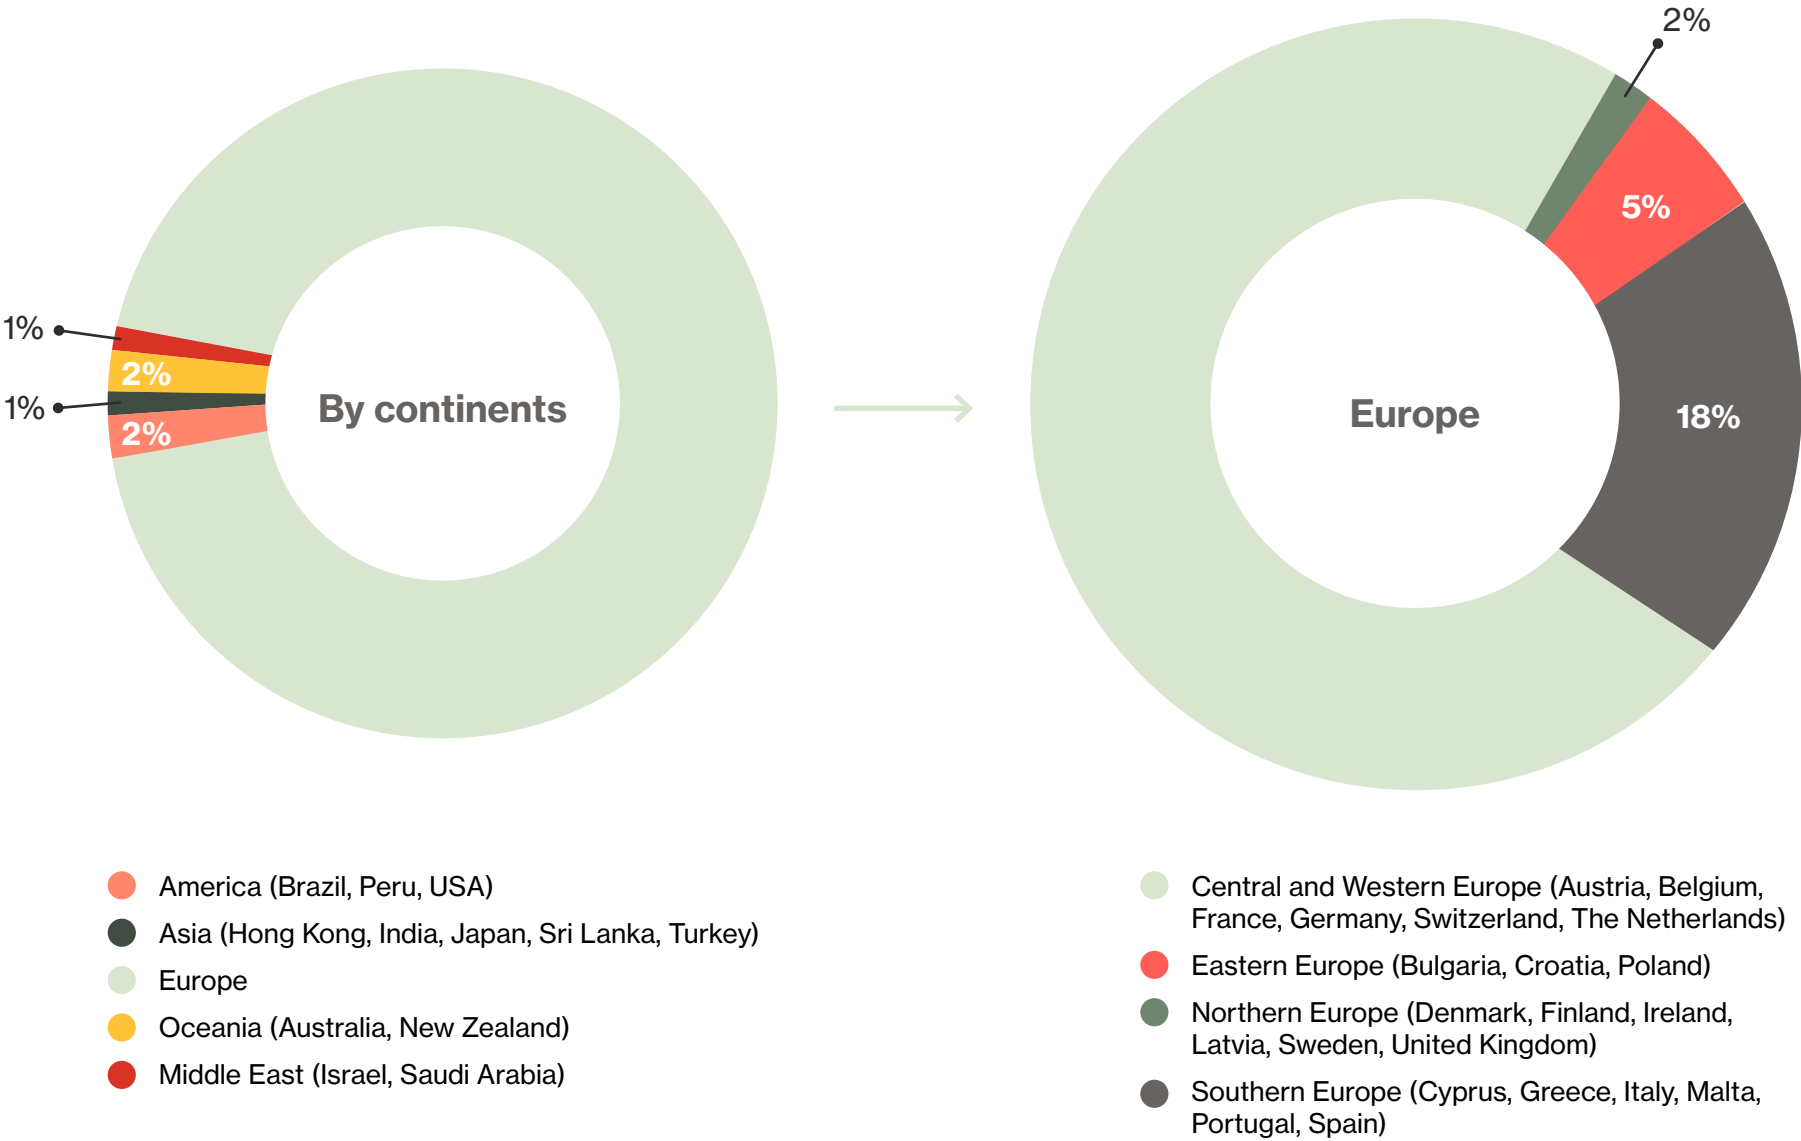 1%
2%
1%
2%
By continents
America (Brazil, Peru, USA)
Asia (Hong Kong, India, Japan, Sri Lanka, Turkey)
Europe
Oceania (Australia, New Zealand)
Middle East (Israel, Saudi Arabia)
2%
5%
18%
Europe
Central and Western Europe (Austria, Belgium,
France, Germany, Switzerland, The Netherlands)
Eastern Europe (Bulgaria, Croatia, Poland)
Northern Europe (Denmark, Finland, Ireland,
Latvia, Sweden, United Kingdom)
Southern Europe (Cyprus, Greece, Italy, Malta,
Portugal, Spain)